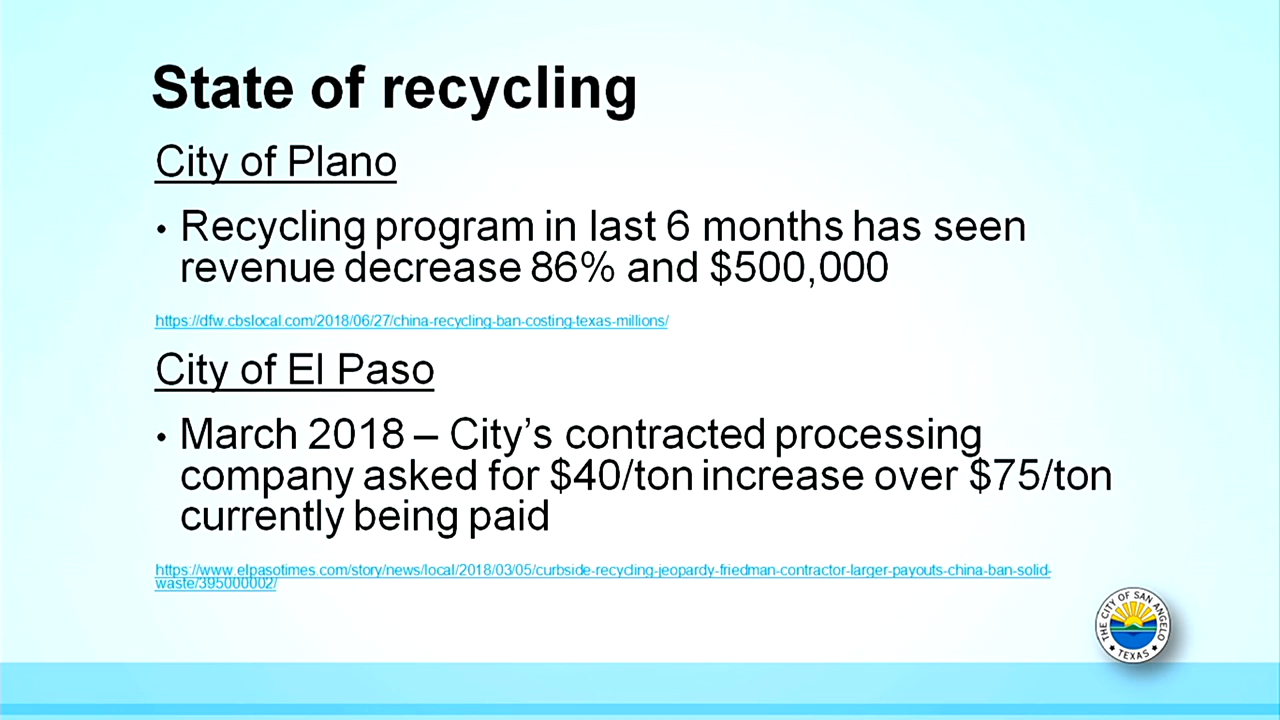 State of recycling
City of Plano
• Recycling program in last 6 months has seen
revenue decrease 86% and $500,000
https://dfw.cbslocal.com/2018/06/27/china-recycling-ban-costing-texas-millions/
City of El Paso
• March 2018 – City’s contracted processing
company asked for $40/ton increase over $75/ton
currently being paid
https://www.elpasotimes.com/story/news/local/2018/03/05/curbside-recycling-jeopardy-friedman-contractor-larger-payouts-china-ban-solid-
waste/395000002/
THE CITY OF SAN ANGELO
TEXAS